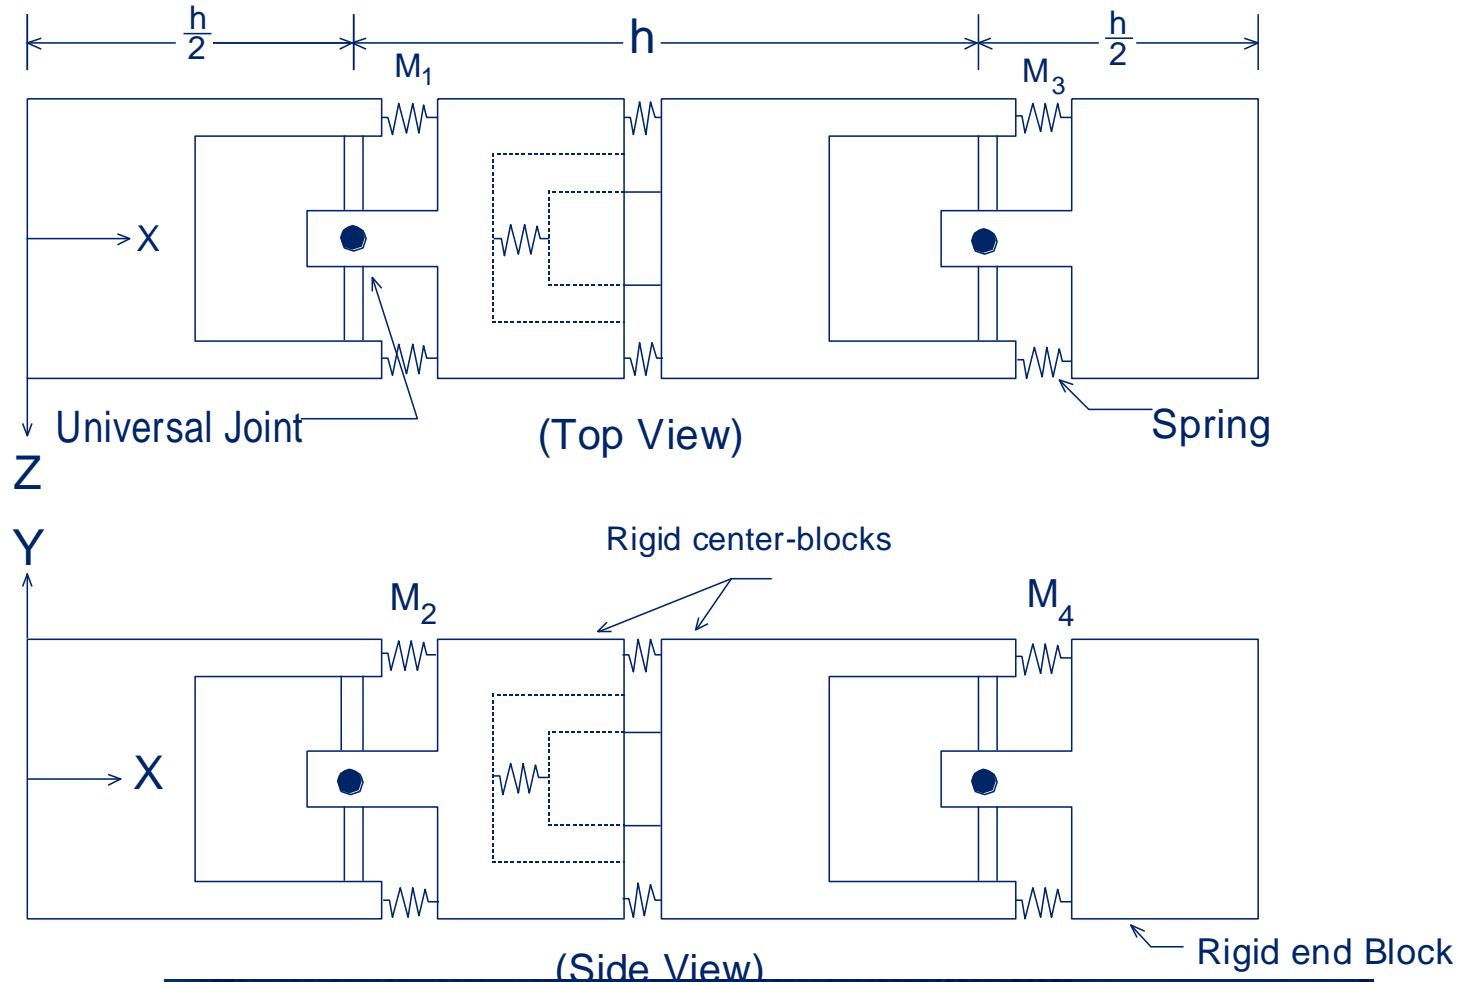 h/2 h h/2
M₁ M₃
X
Universal Joint
(Top View)
Spring
Z
Y
Rigid center-blocks
M₂ M₄
X
Rigid end Block
(Side View)